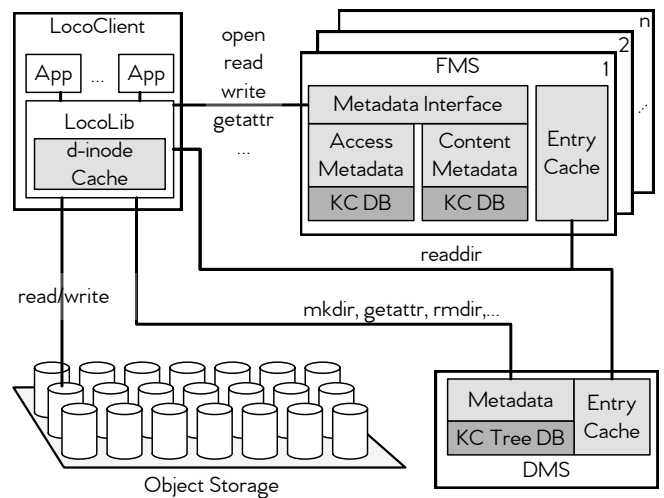 LocoClient
App ... App
LocoLib
d-inode
Cache
open
read
write
getattr
...
n
2
1
FMS
Metadata Interface
Access
Metadata
KC DB
Content
Metadata
KC DB
Entry
Cache
...
readdir
read/write
mkdir, getattr, rmdir,...
Metadata
KC Tree DB
Entry
Cache
DMS
Object Storage